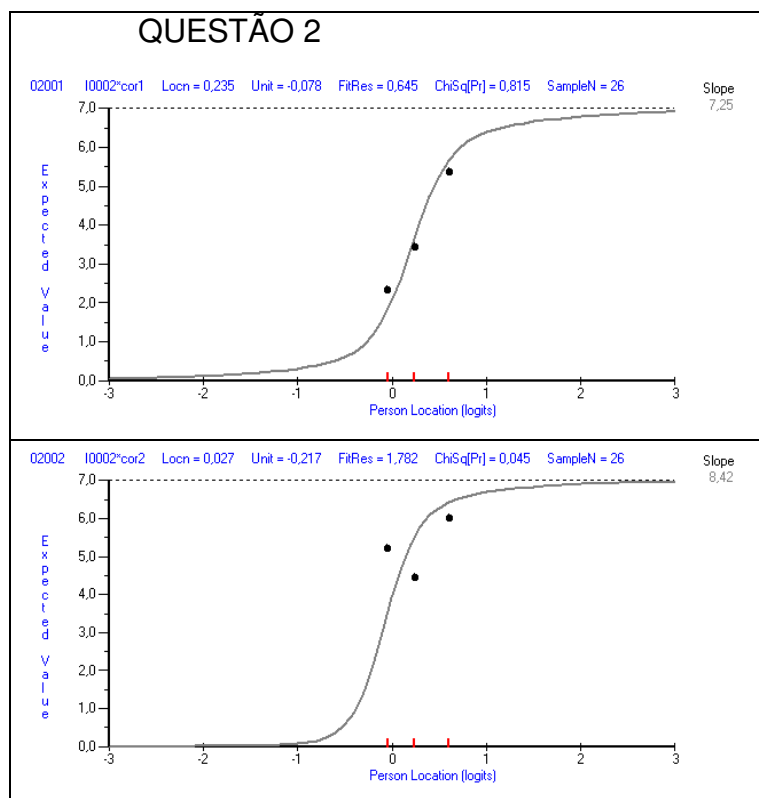 QUESTÃO 2
02001 I0002*cor1 Locn = 0,235 Unit = -0,078 FitRes = 0,645 ChiSq[Pr] = 0,815 SampleN = 26 Slope
7,25
7,0
6,0
5,0
4,0
3,0
2,0
1,0
0,0
Expected Value
-3 -2 -1 0 1 2 3
Person Location (logits)
02002 I0002*cor2 Locn = 0,027 Unit = -0,217 FitRes = 1,782 ChiSq[Pr] = 0,045 SampleN = 26 Slope
8,42
7,0
6,0
5,0
4,0
3,0
2,0
1,0
0,0
Expected Value
-3 -2 -1 0 1 2 3
Person Location (logits)